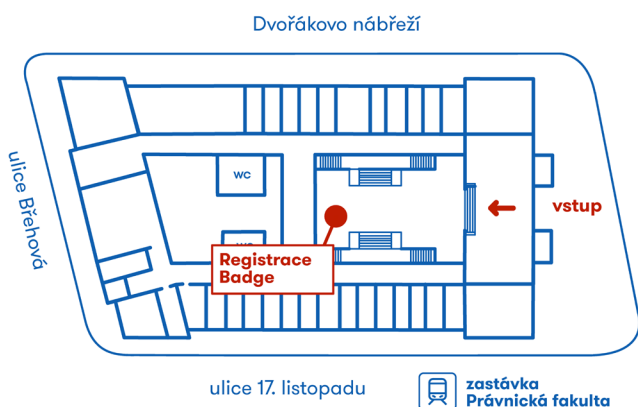 Dvořákovo nábřeží
ulice Břehová
WC
vstup
Registrace
Badge
ulice 17. listopadu
zastávka
Právnická fakulta